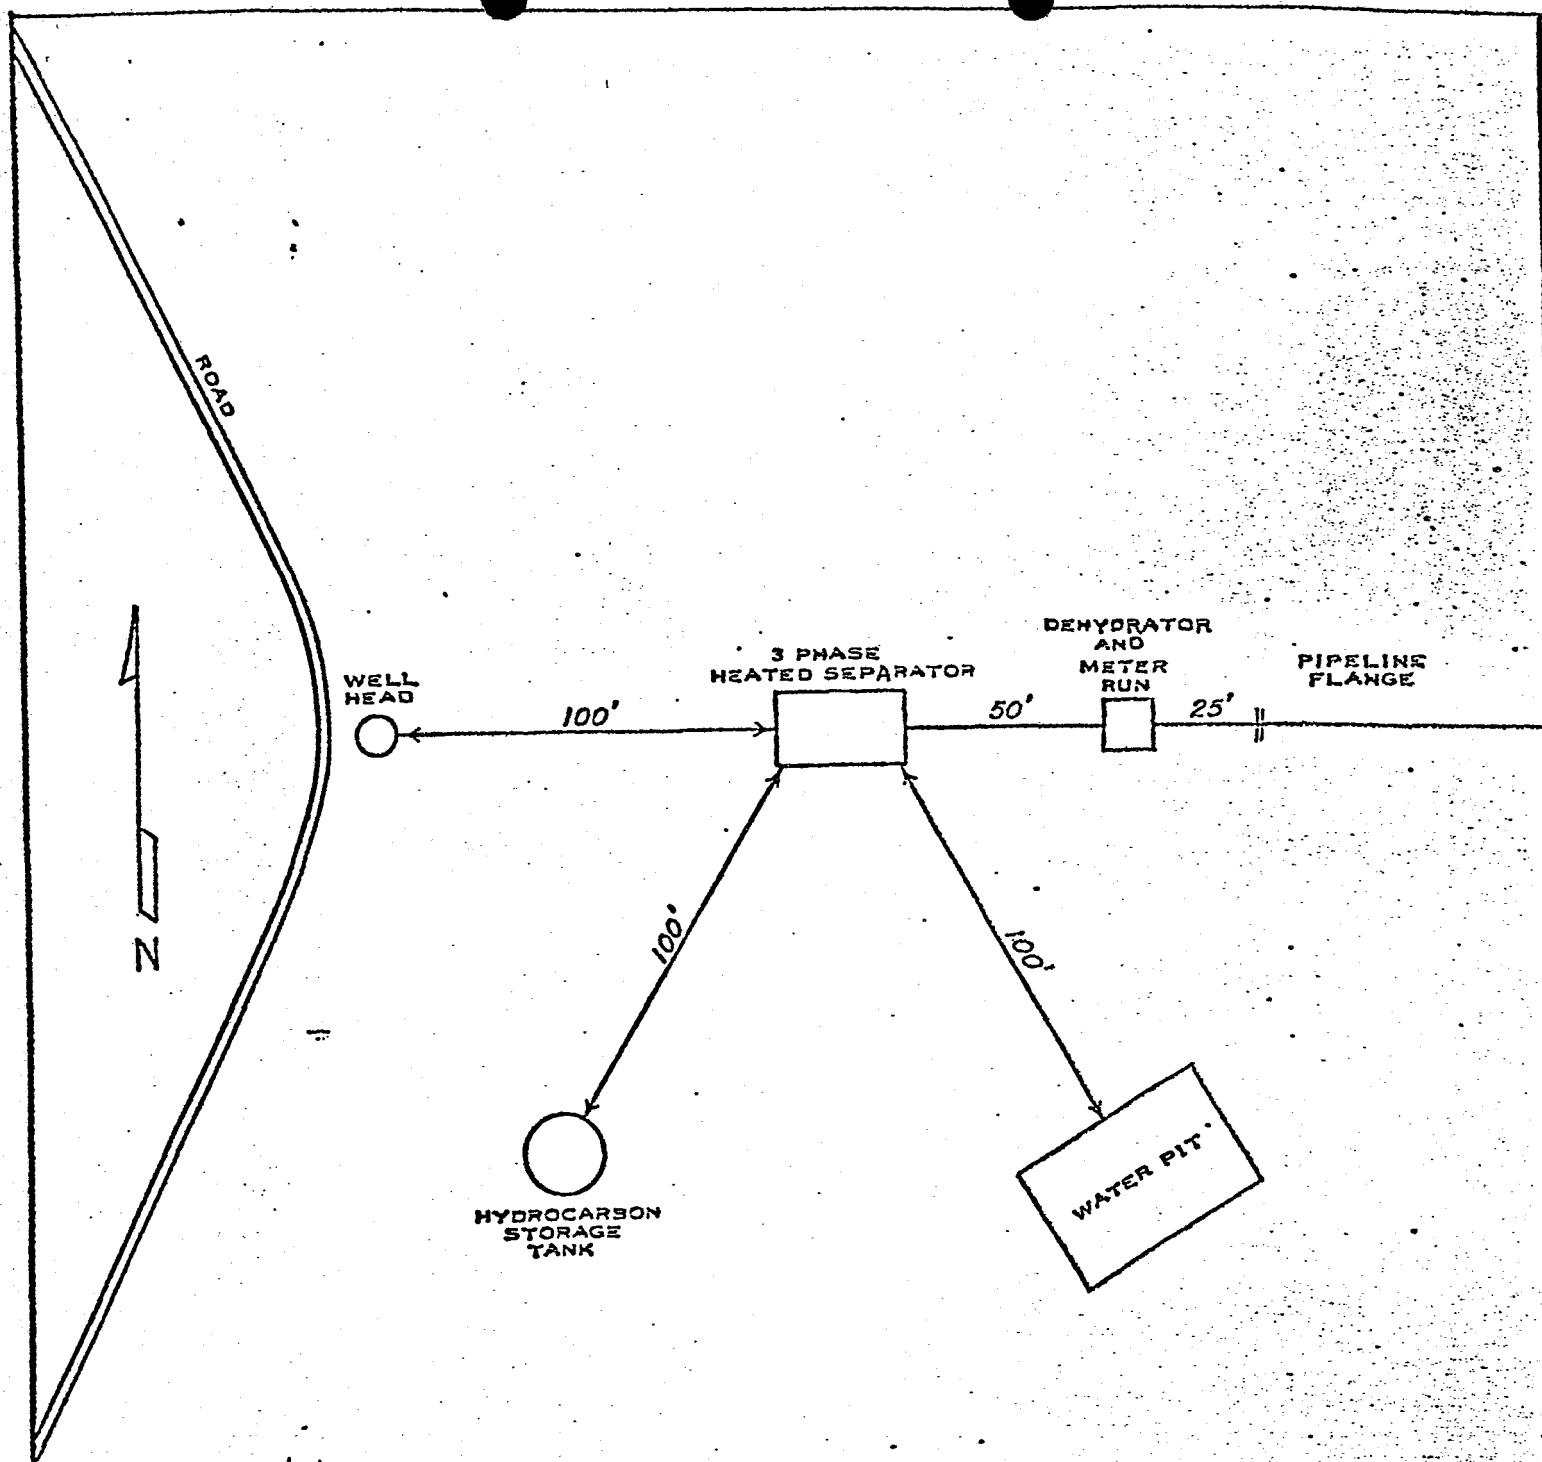 ROAD
WELL
HEAD
100'
3 PHASE
HEATED SEPARATOR
50'
DEHYDRATOR
AND
METER
RUN
25'
PIPELINE
FLANGE
N
100'
100'
HYDROCARBON
STORAGE
TANK
WATER PIT